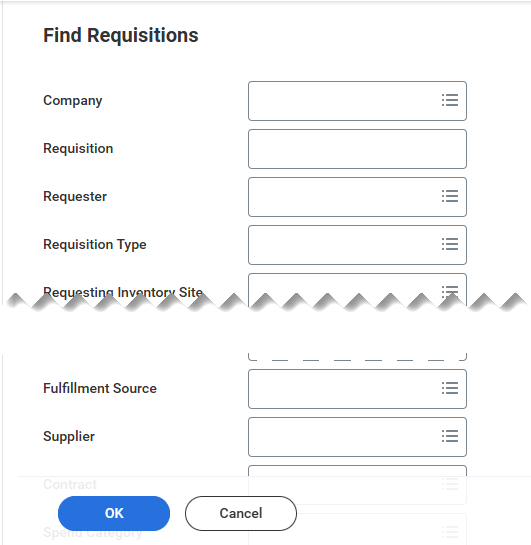 Find Requisitions
Company
Requisition
Requester
Requisition Type
Requesting Inventory Site
Fulfillment Source
Supplier
Contract
OK
Cancel
Spend Category